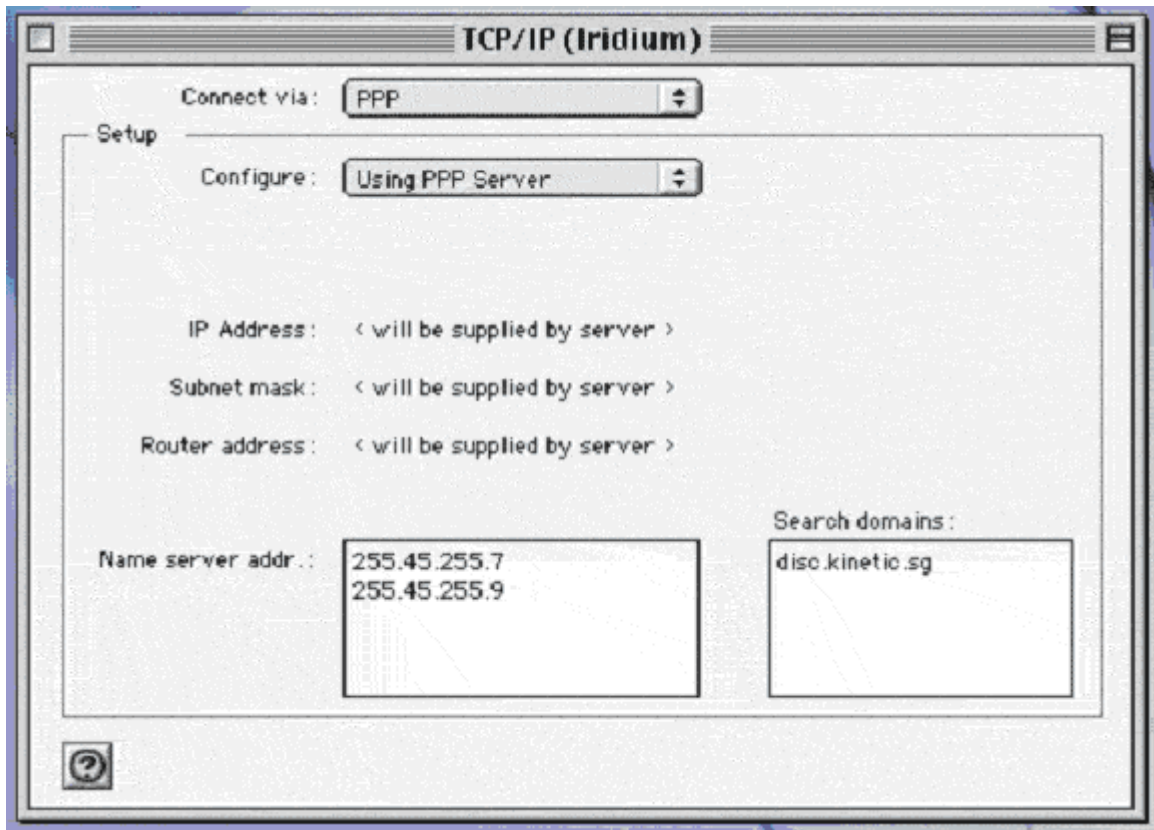 TCP/IP (Iridium)
Connect via: PPP
Setup
Configure: Using PPP Server
IP Address: < will be supplied by server >
Subnet mask: < will be supplied by server >
Router address: < will be supplied by server >
Search domains:
Name server addr.: 255.45.255.7 disc.kinetic.sg
255.45.255.9
?